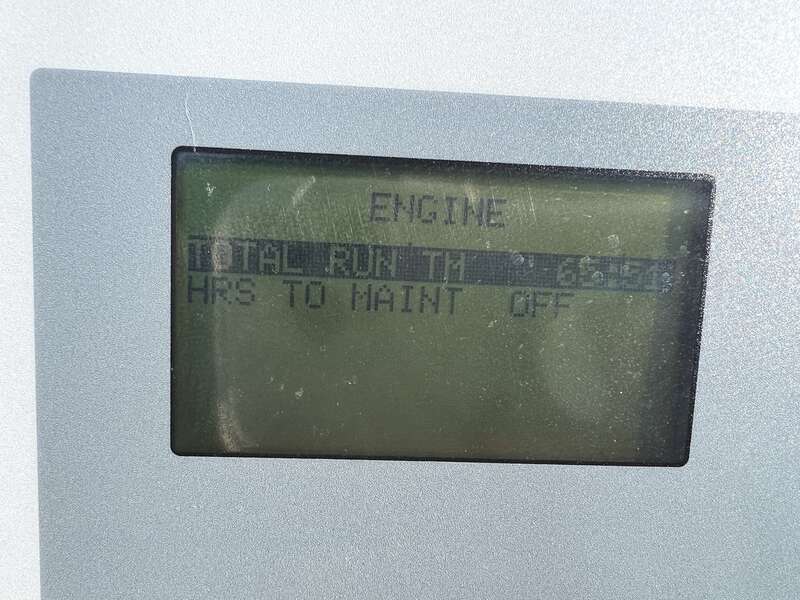 ENGINE
TOTAL RUN TM
HRS TO MAINT OFF